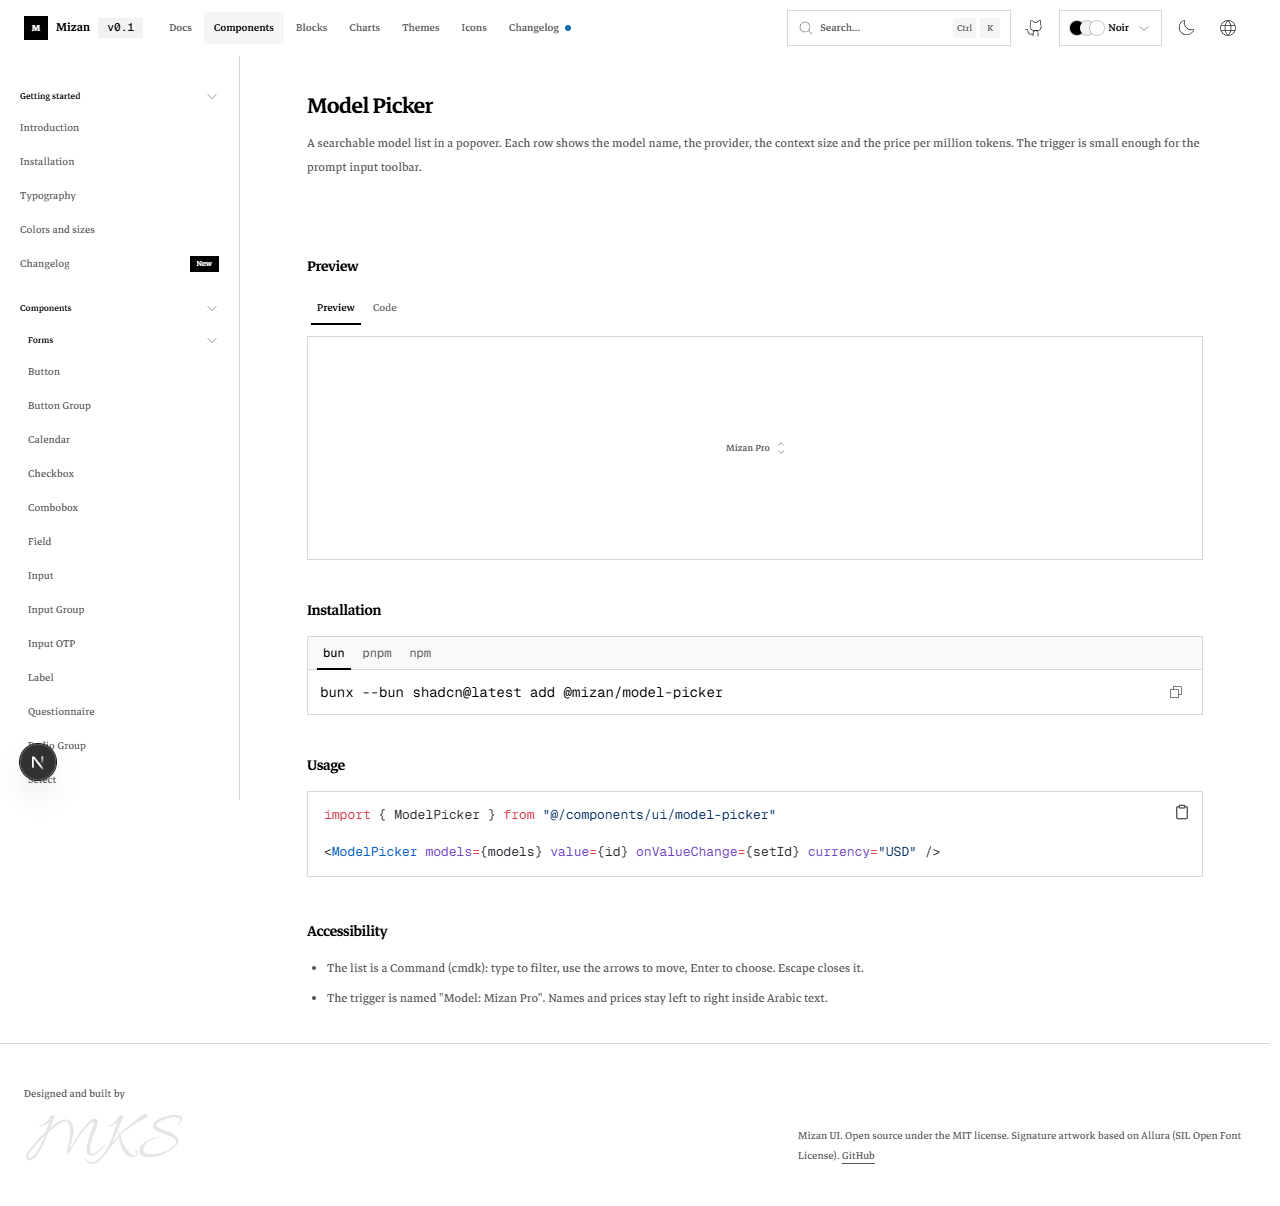 M Mizan v0.1 Docs Components Blocks Charts Themes Icons Changelog Search... Ctrl K Noir
Getting started
Introduction
Installation
Typography
Colors and sizes
Changelog New
Components
Forms
Button
Button Group
Calendar
Checkbox
Combobox
Field
Input
Input Group
Input OTP
Label
Questionnaire
Group
N
Model Picker
A searchable model list in a popover. Each row shows the model name, the provider, the context size and the price per million tokens. The trigger is small enough for the
prompt input toolbar.
Preview
Preview Code
Mizan Pro
Installation
bun pnpm npm
bunx --bun shadcn@latest add @mizan/model-picker
Usage
import { ModelPicker } from "@/components/ui/model-picker"
<ModelPicker models={models} value={id} onValueChange={setId} currency="USD" />
Accessibility
• The list is a Command (cmdk): type to filter, use the arrows to move, Enter to choose. Escape closes it.
• The trigger is named "Model: Mizan Pro". Names and prices stay left to right inside Arabic text.
Designed and built by
MKS
Mizan UI. Open source under the MIT license. Signature artwork based on Allura (SIL Open Font
License). GitHub